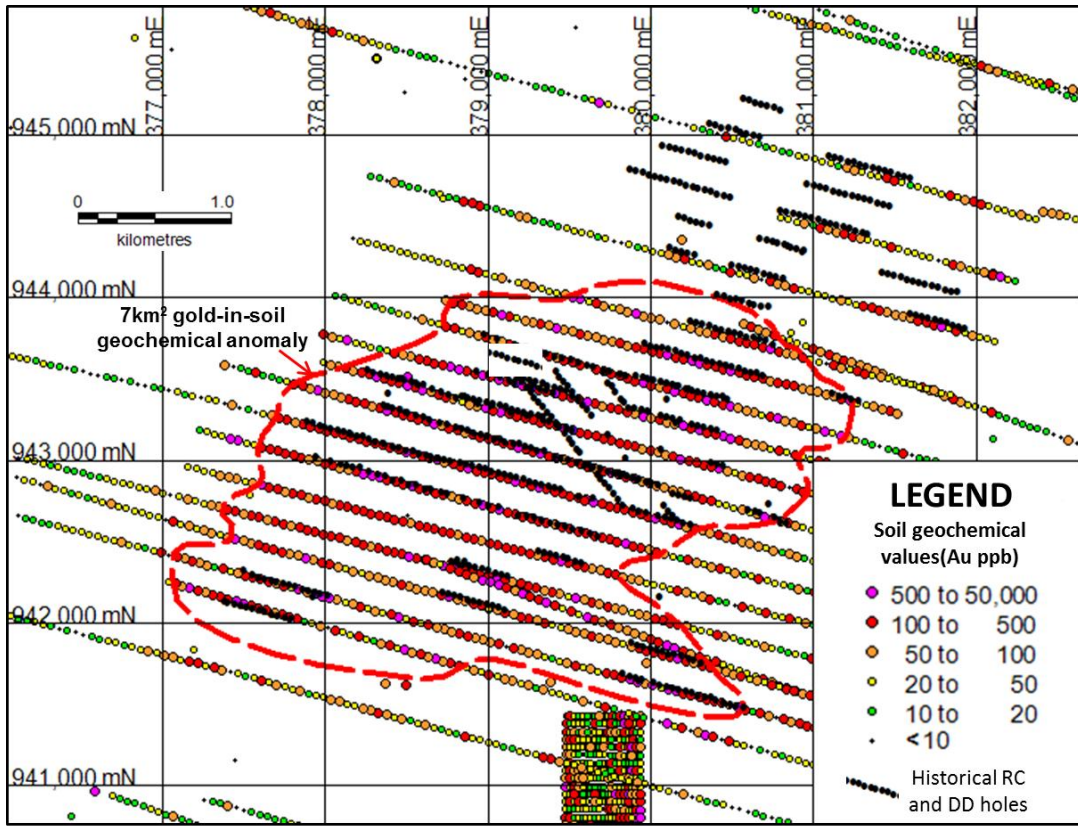 377,000 mE
378,000 mE
379,000 mE
380,000 mE
381,000 mE
382,000 mE
945,000 mN
0 1.0
kilometres
944,000 mN
7km² gold-in-soil
geochemical anomaly
943,000 mN
942,000 mN
941,000 mN
LEGEND
Soil geochemical
values(Au ppb)
500 to 50,000
100 to 500
50 to 100
20 to 50
10 to 20
<10
Historical RC
and DD holes